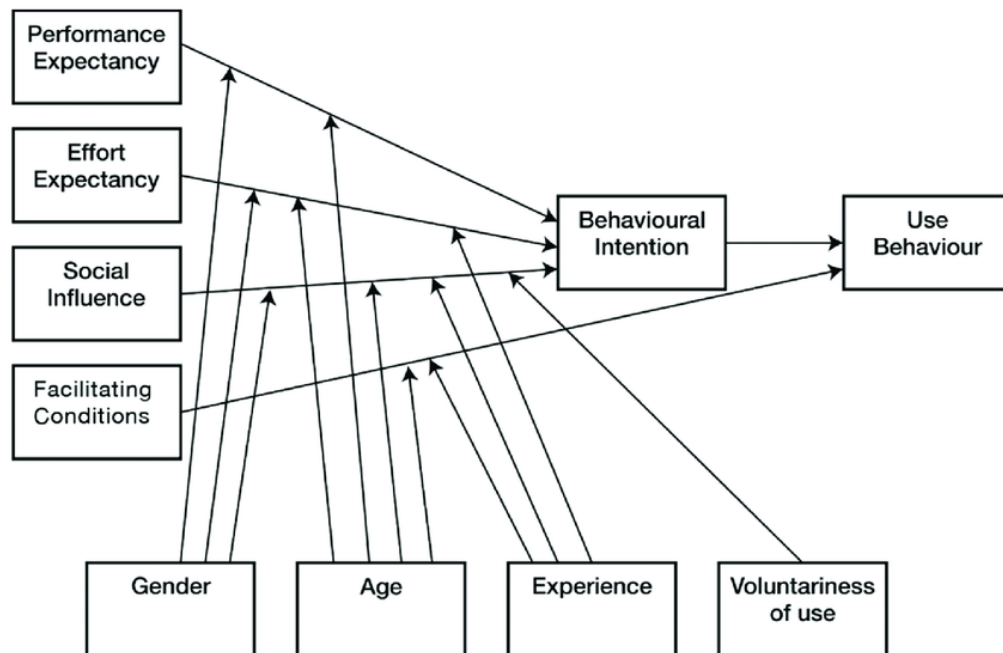 Performance
Expectancy
Effort
Expectancy
Social
Influence
Facilitating
Conditions
Behavioural
Intention
Use
Behaviour
Gender
Age
Experience
Voluntariness
of use